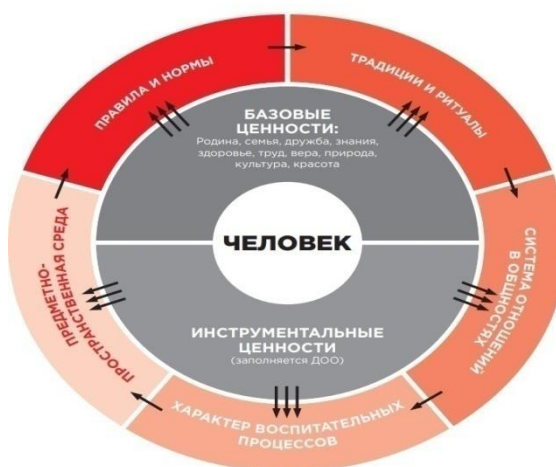 ПРАВИЛА И НОРМЫ
ТРАДИЦИИ И РИТУАЛЫ
БАЗОВЫЕ
ЦЕННОСТИ:
Родина, семья, дружба, знания,
здоровье, труд, вера, природа,
культура, красота
ЧЕЛОВЕК
ПРЕДМЕТНО-
ПРОСТРАНСТВЕННАЯ СРЕДА
СИСТЕМА ОТНОШЕНИЙ
В ОБЩНОСТЯХ
ИНСТРУМЕНТАЛЬНЫЕ
ЦЕННОСТИ
(заполняется ДОО)
ХАРАКТЕР ВОСПИТАТЕЛЬНЫХ
ПРОЦЕССОВ